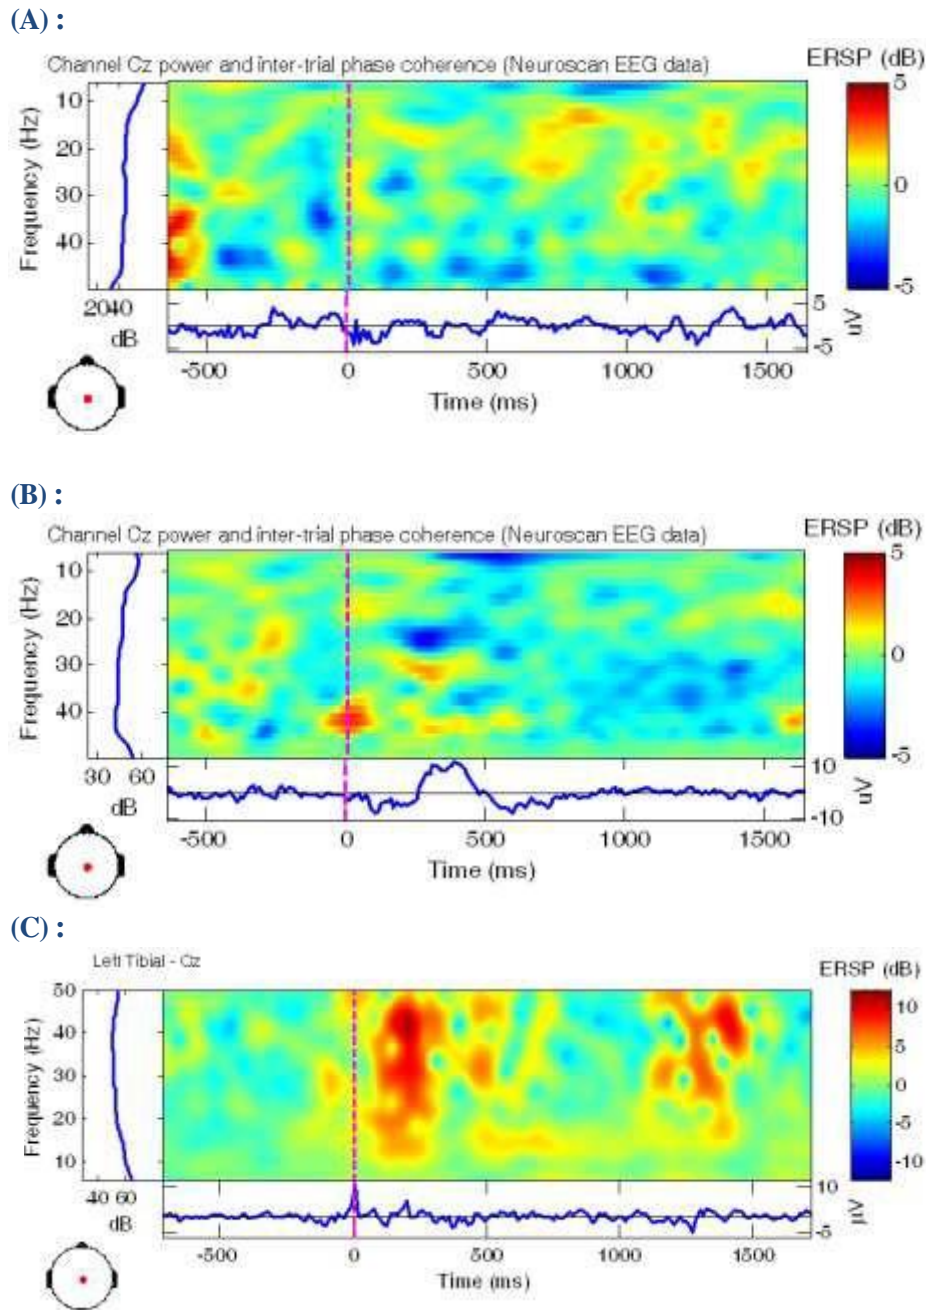 (A) :
Channel Cz power and inter-trial phase coherence (Neuroscan EEG data)
ERSP (dB)
5
0
-5
Frequency (Hz)
10
20
30
40
2040
dB
5
-5
uV
-500
0
500
1000
1500
Time (ms)
(B) :
Channel Cz power and inter-trial phase coherence (Neuroscan EEG data)
ERSP (dB)
5
0
-5
Frequency (Hz)
10
20
30
40
30 60
dB
10
-10
uV
-500
0
500
1000
1500
Time (ms)
(C) :
Left Tibial - Cz
ERSP (dB)
10
5
0
-5
-10
Frequency (Hz)
50
40
30
20
10
40 60
dB
10
-5
µV
-500
0
500
1000
1500
Time (ms)